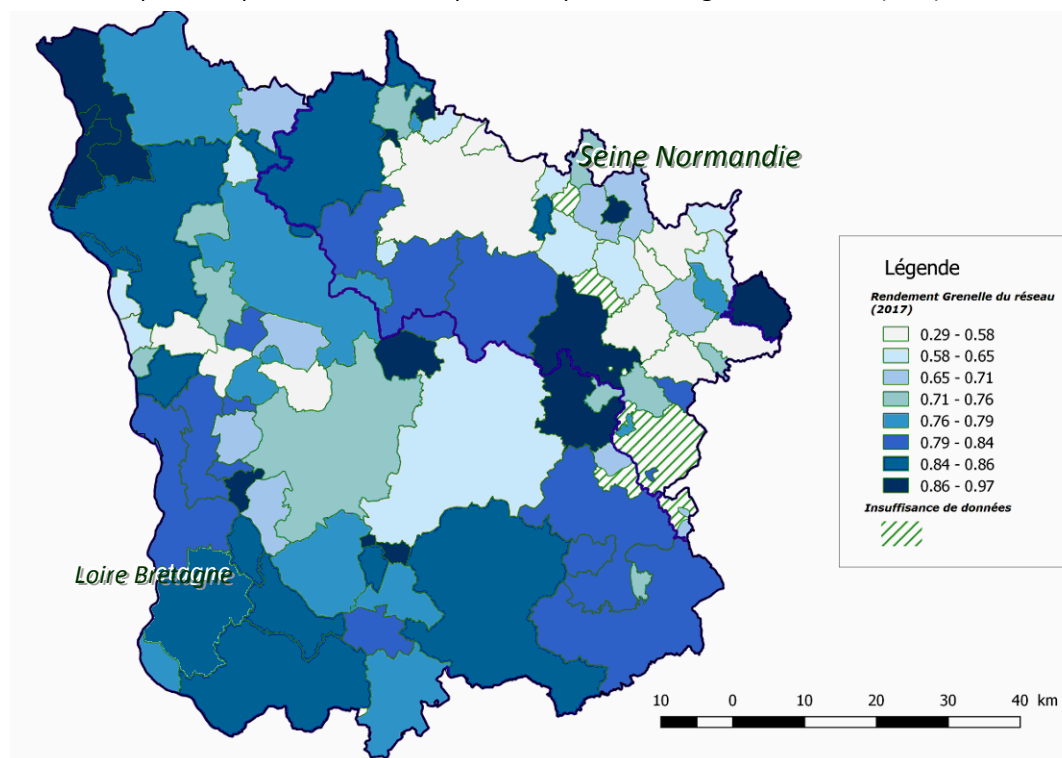 Seine Normandie
Légende
Rendement Grenelle du réseau
(2017)
0.29 - 0.58
0.58 - 0.65
0.65 - 0.71
0.71 - 0.76
0.76 - 0.79
0.79 - 0.84
0.84 - 0.86
0.86 - 0.97
Insuffisance de données
Loire Bretagne
10 0 10 20 30 40 km